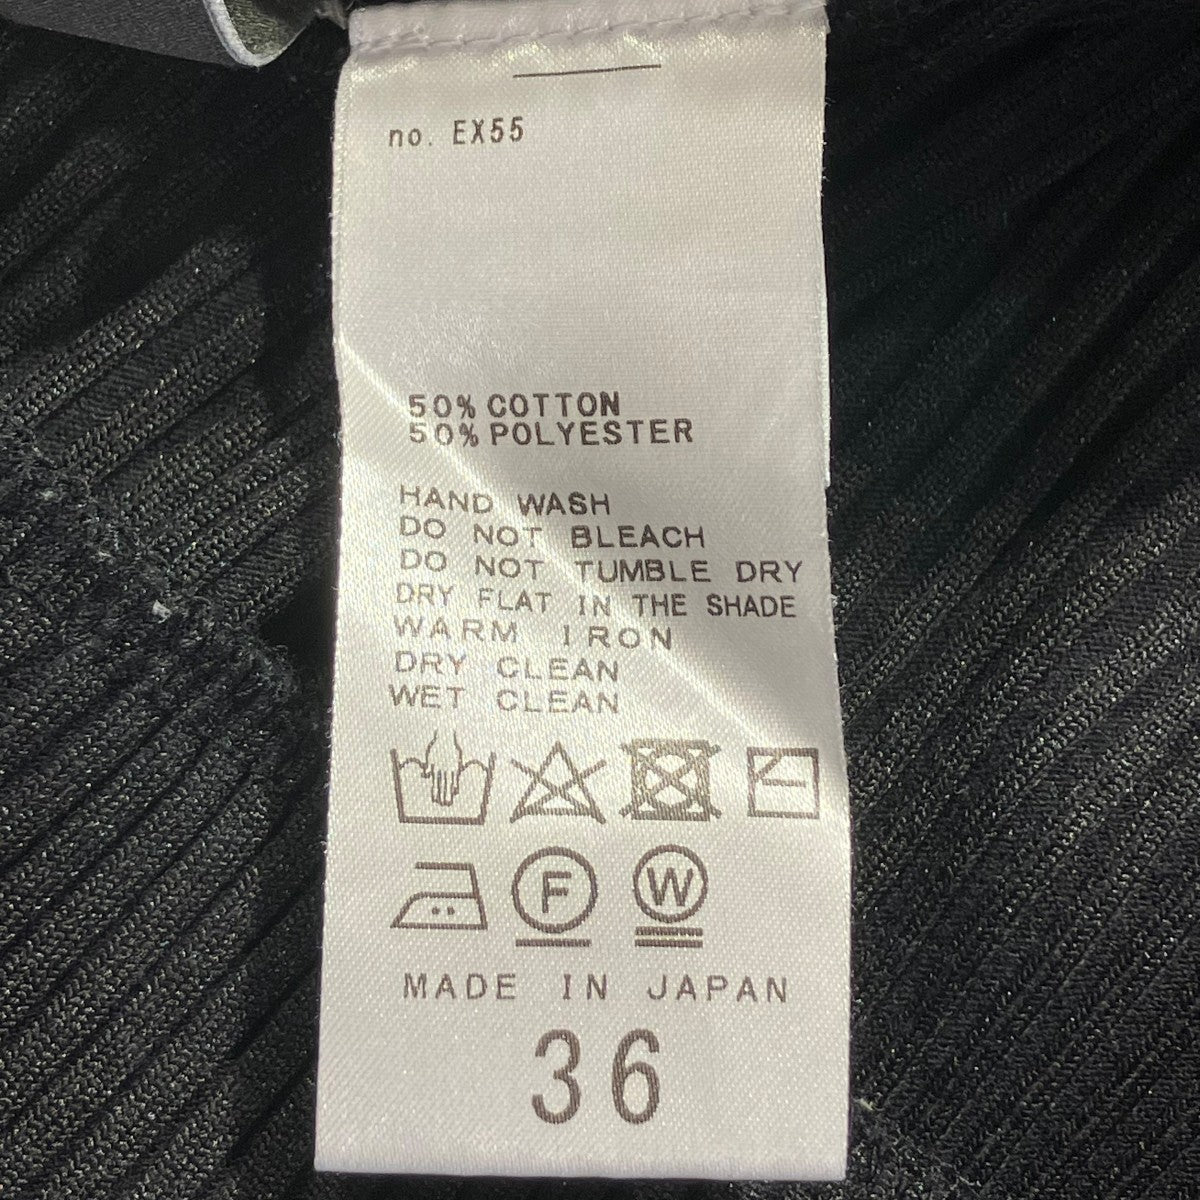 no. EX55
50% COTTON
50% POLYESTER
HAND WASH
DO NOT BLEACH
DO NOT TUMBLE DRY
DRY FLAT IN THE SHADE
WARM IRON
DRY CLEAN
WET CLEAN
F W
MADE IN JAPAN
36